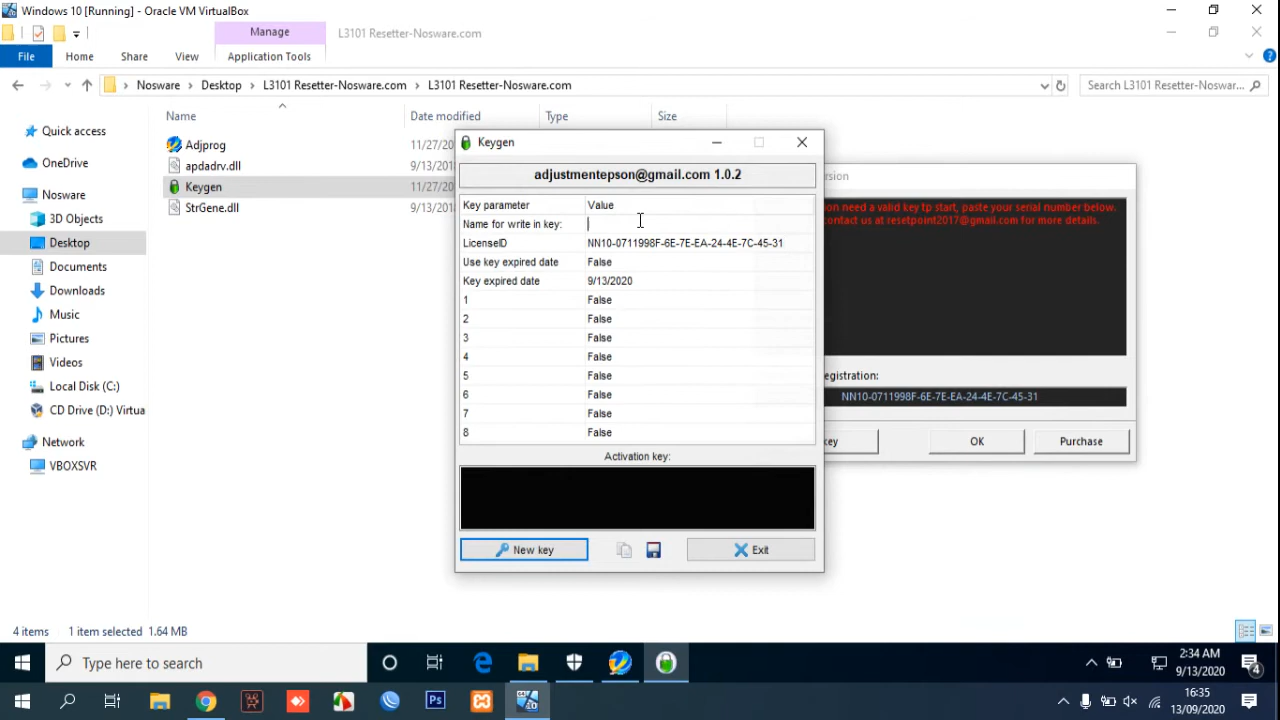 Windows 10 [Running] - Oracle VM VirtualBox
Manage
L3101 Resetter-Nosware.com
File
Home
Share
View
Application Tools
Nosware > Desktop > L3101 Resetter-Nosware.com > L3101 Resetter-Nosware.com
Search L3101 Resetter-Noswar...
Name
Date modified
Type
Size
Quick access
OneDrive
Nosware
3D Objects
Desktop
Documents
Downloads
Music
Pictures
Videos
Local Disk (C:)
CD Drive (D:) Virtua
Network
VBOXSVR
Adjprog
11/27/20
apdadrv.dll
9/13/201
Keygen
11/27/20
StrGene.dll
9/13/201
Keygen
adjustmentepson@gmail.com 1.0.2
Key parameter
Value
Name for write in key:
LicenseID
NN10-0711998F-6E-7E-EA-24-4E-7C-45-31
Use key expired date
False
Key expired date
9/13/2020
1
False
2
False
3
False
4
False
5
False
6
False
7
False
8
False
Activation key:
New key
Exit
rsion
on need a valid key tp start, paste your serial number below.
contact us at resetpoint2017@gmail.com for more details.
egistration:
NN10-0711998F-6E-7E-EA-24-4E-7C-45-31
ey
OK
Purchase
4 items
1 item selected 1.64 MB
Type here to search
2:34 AM
9/13/2020
4
16:35
13/09/2020